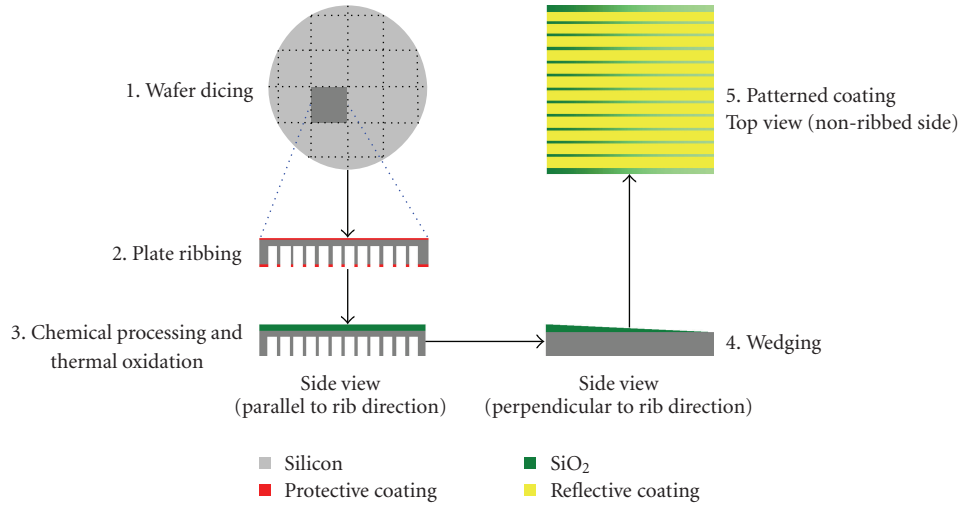 1. Wafer dicing
5. Patterned coating
Top view (non-ribbed side)
2. Plate ribbing
3. Chemical processing and
thermal oxidation
4. Wedging
Side view
(parallel to rib direction)
Side view
(perpendicular to rib direction)
Silicon
SiO₂
Protective coating
Reflective coating